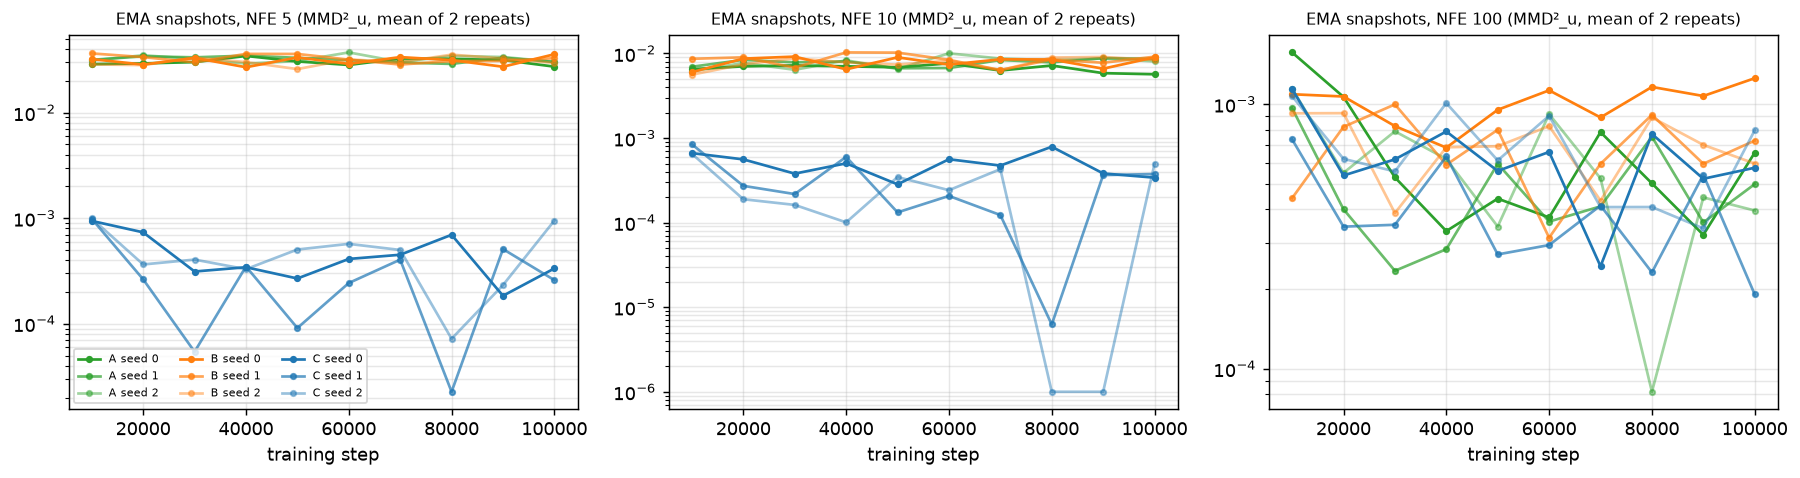 EMA snapshots, NFE 5 (MMD²_u, mean of 2 repeats)
10⁻²
10⁻³
10⁻⁴
A seed 0
A seed 1
A seed 2
B seed 0
B seed 1
B seed 2
C seed 0
C seed 1
C seed 2
20000 40000 60000 80000 100000
training step
EMA snapshots, NFE 10 (MMD²_u, mean of 2 repeats)
10⁻²
10⁻³
10⁻⁴
10⁻⁵
10⁻⁶
20000 40000 60000 80000 100000
training step
EMA snapshots, NFE 100 (MMD²_u, mean of 2 repeats)
10⁻³
10⁻⁴
20000 40000 60000 80000 100000
training step